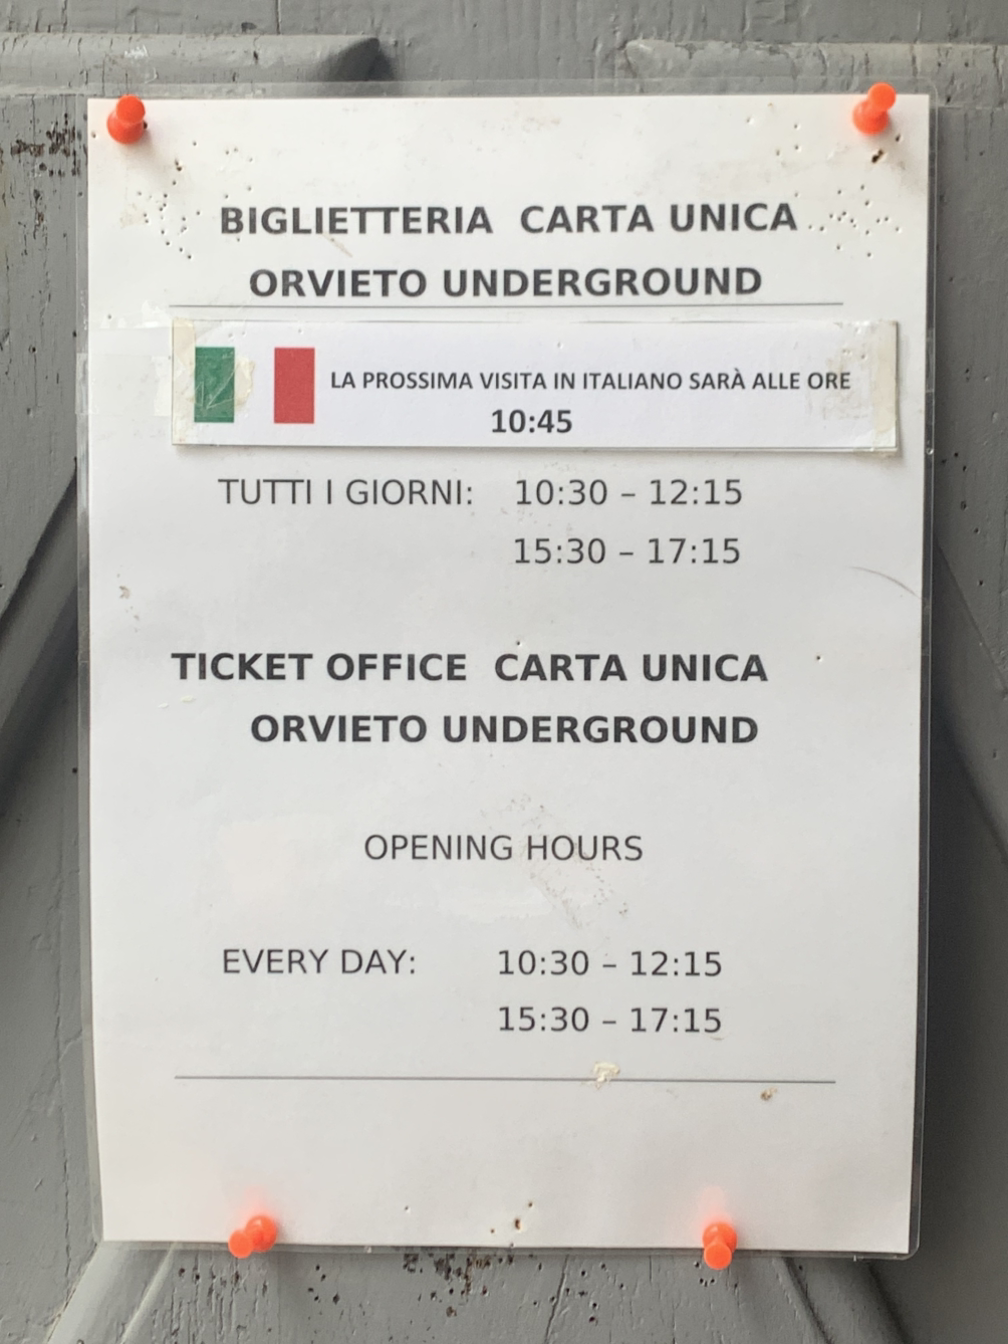 BIGLIETTERIA CARTA UNICA
ORVIETO UNDERGROUND
LA PROSSIMA VISITA IN ITALIANO SARÀ ALLE ORE
10:45
TUTTI I GIORNI: 10:30 – 12:15
15:30 – 17:15
TICKET OFFICE CARTA UNICA
ORVIETO UNDERGROUND
OPENING HOURS
EVERY DAY: 10:30 – 12:15
15:30 – 17:15